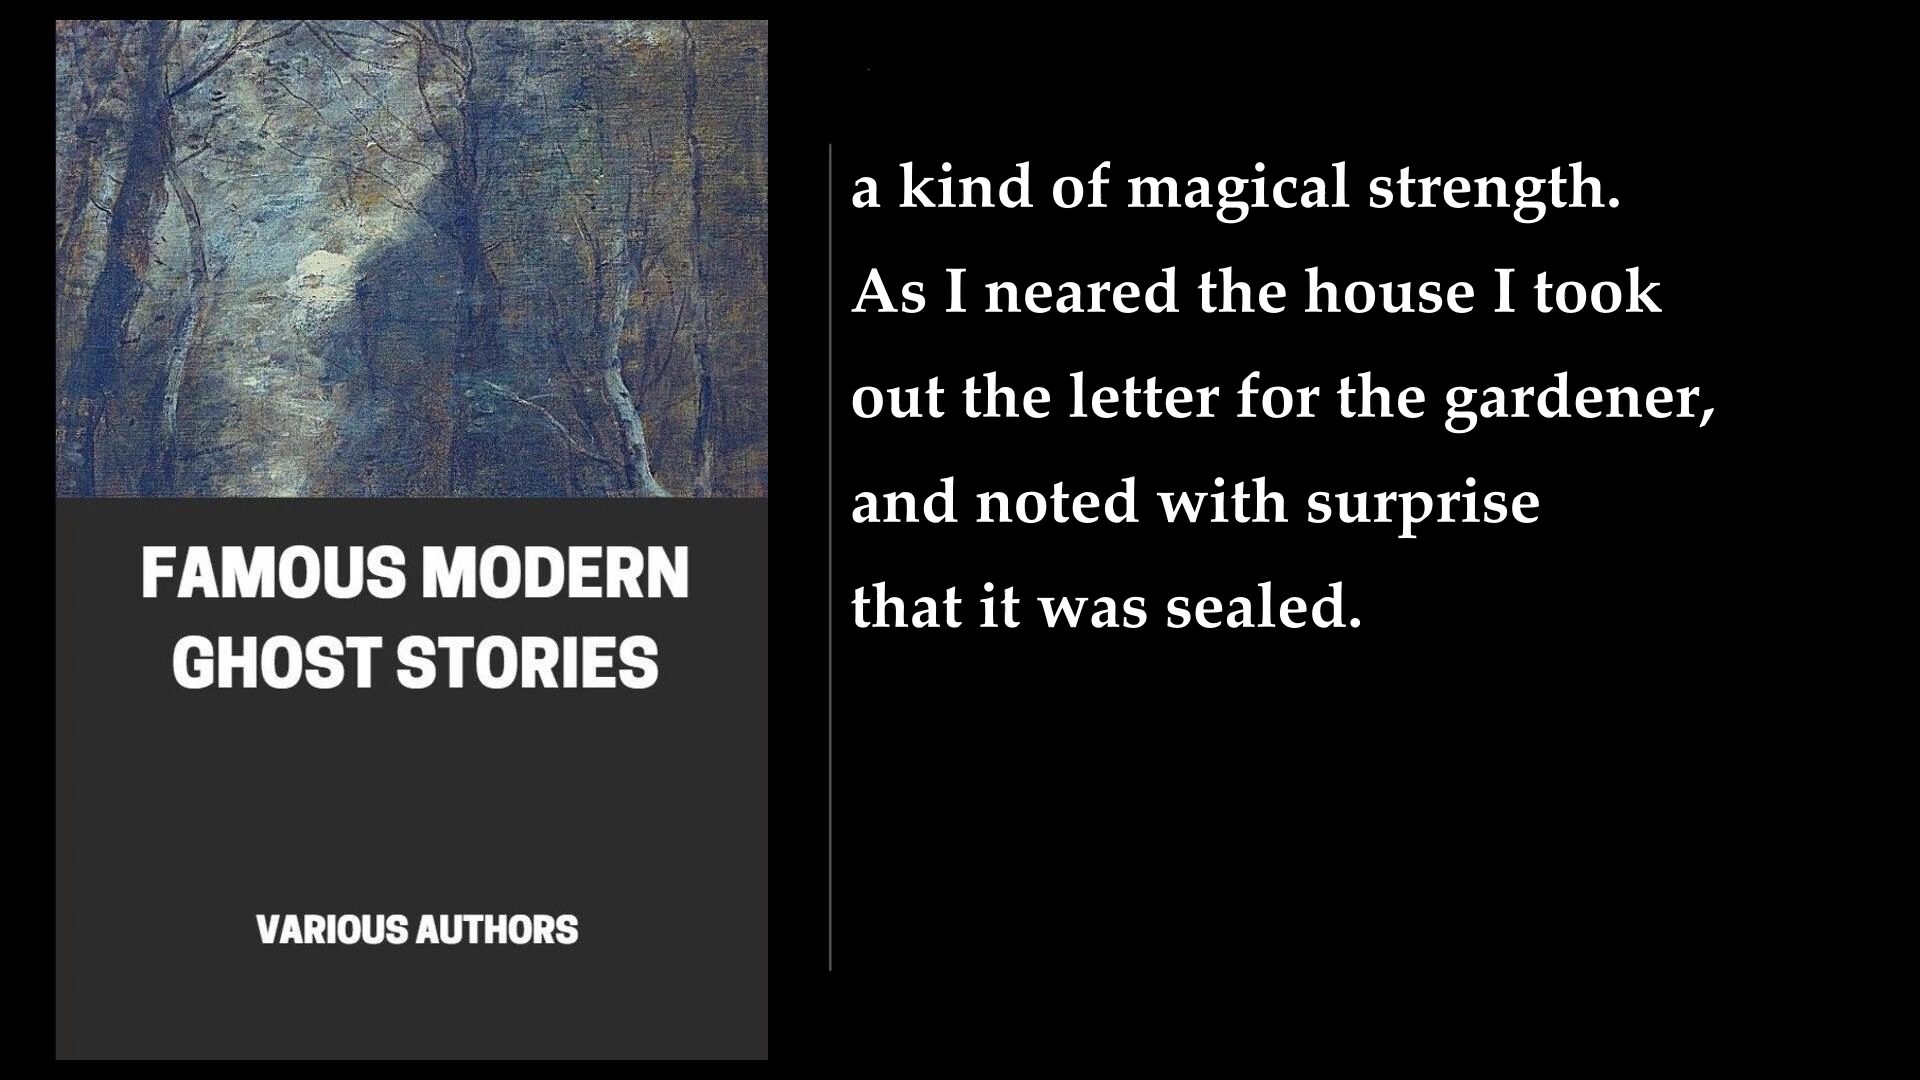 FAMOUS MODERN
GHOST STORIES
VARIOUS AUTHORS
a kind of magical strength.
As I neared the house I took
out the letter for the gardener,
and noted with surprise
that it was sealed.